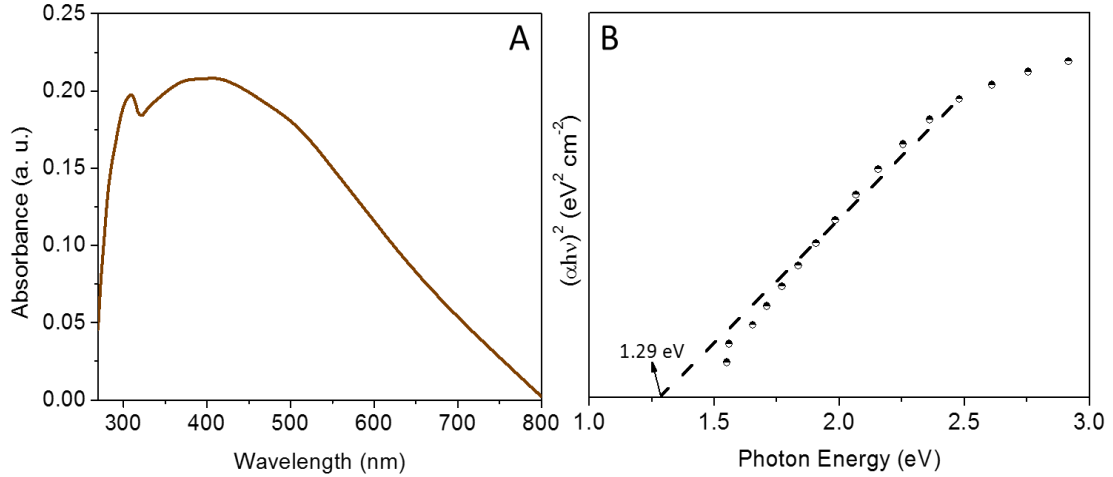 A
Absorbance (a. u.)
0.25
0.20
0.15
0.10
0.05
0.00
300 400 500 600 700 800
Wavelength (nm)
B
(αhν)² (eV² cm⁻²)
1.29 eV
1.0 1.5 2.0 2.5 3.0
Photon Energy (eV)